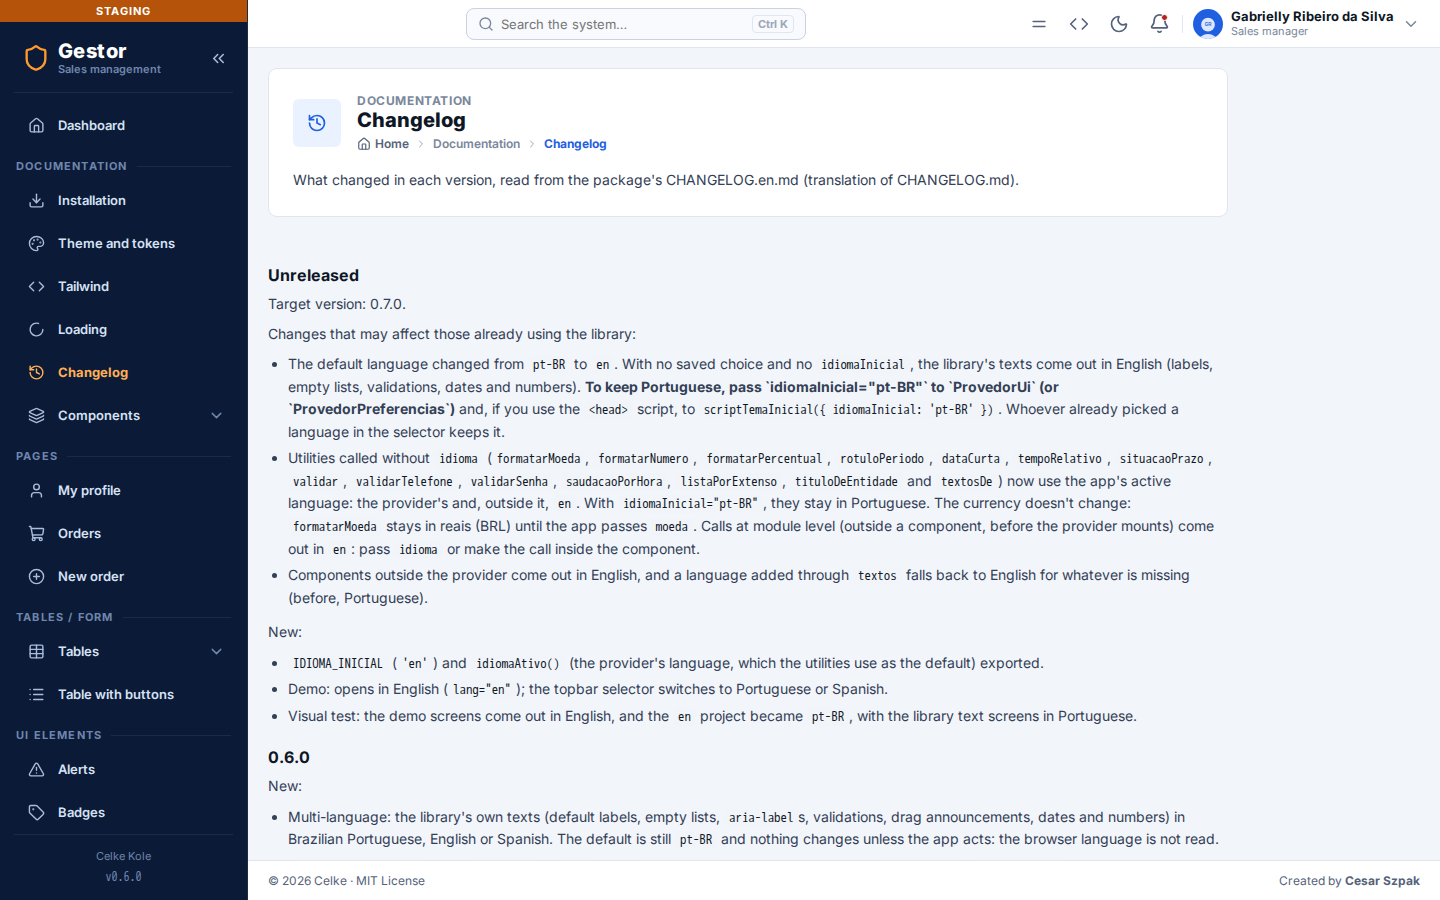 STAGING
Gestor
Sales management
Dashboard
DOCUMENTATION
Installation
Theme and tokens
Tailwind
Loading
Changelog
Components
PAGES
My profile
Orders
New order
TABLES / FORM
Tables
Table with buttons
UI ELEMENTS
Alerts
Badges
Celke Kole
v0.6.0
Search the system...
Ctrl K
GR
Gabrielly Ribeiro da Silva
Sales manager
DOCUMENTATION
Changelog
Home > Documentation > Changelog
What changed in each version, read from the package's CHANGELOG.en.md (translation of CHANGELOG.md).
Unreleased
Target version: 0.7.0.
Changes that may affect those already using the library:
• The default language changed from pt-BR to en . With no saved choice and no idiomaInicial , the library's texts come out in English (labels,
empty lists, validations, dates and numbers). To keep Portuguese, pass `idiomaInicial="pt-BR"` to `ProvedorUi` (or
`ProvedorPreferencias`) and, if you use the <head> script, to scriptTemaInicial({ idiomaInicial: 'pt-BR' }) . Whoever already picked a
language in the selector keeps it.
• Utilities called without idioma ( formatarMoeda , formatarNumero , formatarPercentual , rotuloPeriodo , dataCurta , tempoRelativo , situacaoPrazo ,
validar , validarTelefone , validarSenha , saudacaoPorHora , listaPorExtenso , tituloDeEntidade and textosDe ) now use the app's active
language: the provider's and, outside it, en . With idiomaInicial="pt-BR" , they stay in Portuguese. The currency doesn't change:
formatarMoeda stays in reais (BRL) until the app passes moeda . Calls at module level (outside a component, before the provider mounts) come
out in en : pass idioma or make the call inside the component.
• Components outside the provider come out in English, and a language added through textos falls back to English for whatever is missing
(before, Portuguese).
New:
• IDIOMA_INICIAL ( 'en' ) and idiomaAtivo() (the provider's language, which the utilities use as the default) exported.
• Demo: opens in English ( lang="en" ); the topbar selector switches to Portuguese or Spanish.
• Visual test: the demo screens come out in English, and the en project became pt-BR , with the library text screens in Portuguese.
0.6.0
New:
• Multi-language: the library's own texts (default labels, empty lists, aria-label s, validations, drag announcements, dates and numbers) in
Brazilian Portuguese, English or Spanish. The default is still pt-BR and nothing changes unless the app acts: the browser language is not read.
© 2026 Celke · MIT License
Created by Cesar Szpak